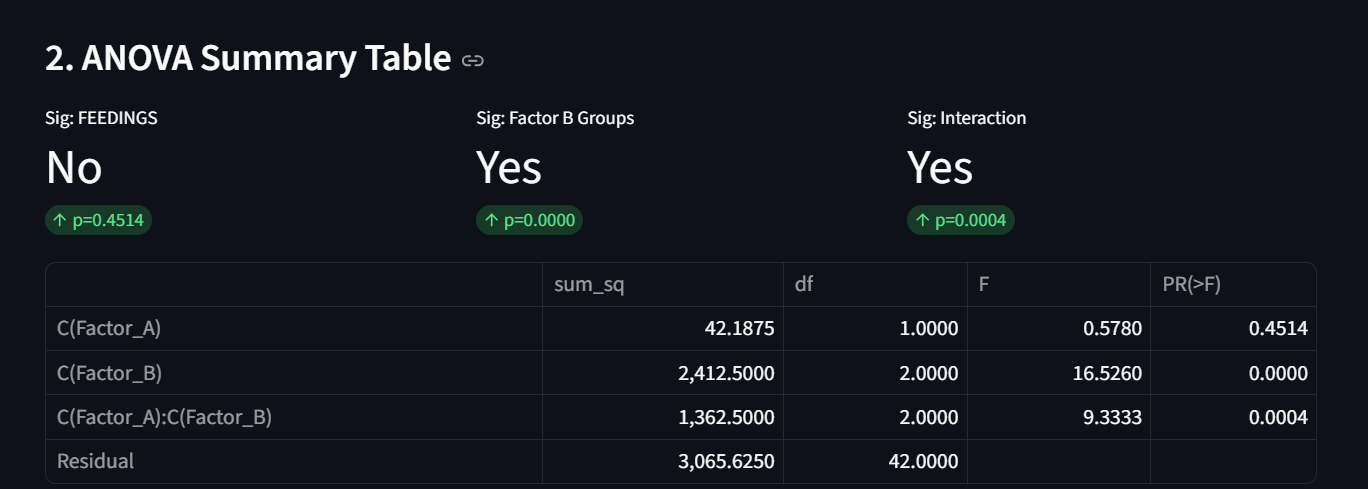 2. ANOVA Summary Table
Sig: FEEDINGS Sig: Factor B Groups Sig: Interaction
No Yes Yes
↑ p=0.4514 ↑ p=0.0000 ↑ p=0.0004
sum_sq df F PR(>F)
C(Factor_A) 42.1875 1.0000 0.5780 0.4514
C(Factor_B) 2,412.5000 2.0000 16.5260 0.0000
C(Factor_A):C(Factor_B) 1,362.5000 2.0000 9.3333 0.0004
Residual 3,065.6250 42.0000